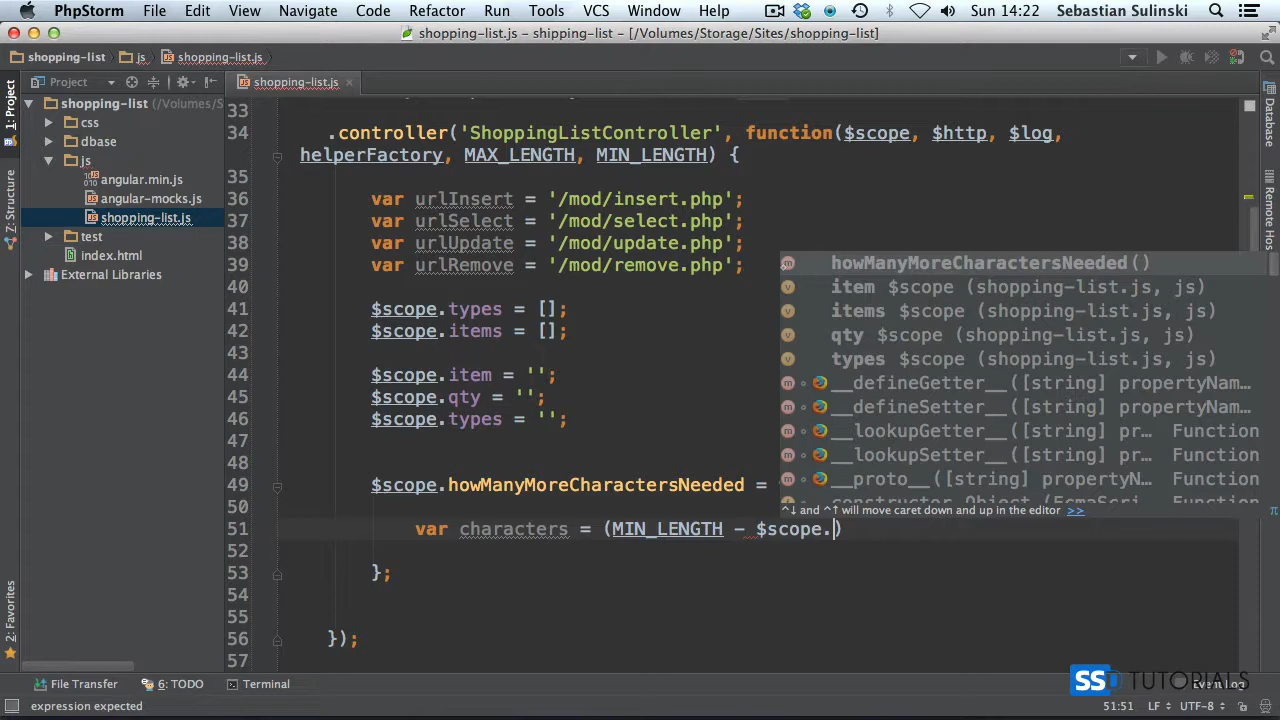 PhpStorm File Edit View Navigate Code Refactor Run Tools VCS Window Help Sun 14:22 Sebastian Sulinski
shopping-list.js - shipping-list - [/Volumes/Storage/Sites/shopping-list]
shopping-list js shopping-list.js
Project shopping-list.js
1: Project
Z: Structure
2: Favorites
Database
Remote Host
shopping-list (/Volumes/S
css
dbase
js
angular.min.js
angular-mocks.js
shopping-list.js
test
index.html
External Libraries
33
34 .controller('ShoppingListController', function($scope, $http, $log,
helperFactory, MAX_LENGTH, MIN_LENGTH) {
35
36 var urlInsert = '/mod/insert.php';
37 var urlSelect = '/mod/select.php';
38 var urlUpdate = '/mod/update.php';
39 var urlRemove = '/mod/remove.php';
40
41 $scope.types = [];
42 $scope.items = [];
43
44 $scope.item = '';
45 $scope.qty = '';
46 $scope.types = '';
47
48
49 $scope.howManyMoreCharactersNeeded =
50
51 var characters = (MIN_LENGTH - $scope.)
52
53 };
54
55
56 });
57
howManyMoreCharactersNeeded()
item $scope (shopping-list.js, js)
items $scope (shopping-list.js, js)
qty $scope (shopping-list.js, js)
types $scope (shopping-list.js, js)
__defineGetter__([string] propertyNam…
__defineSetter__([string] propertyNam…
__lookupGetter__([string] pr… Function
__lookupSetter__([string] pr… Function
__proto__([string] propertyN… Function
constructor Object (EcmaScri…
^↓ and ^↑ will move caret down and up in the editor >>
File Transfer 6: TODO Terminal Event Log
SSD TUTORIALS
expression expected 51:51 LF UTF-8